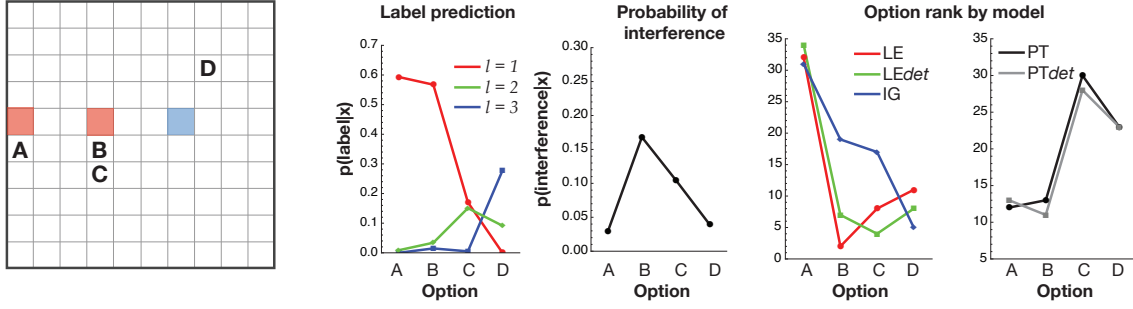 A
B
C
D
Label prediction
p(label|x)
0.7
0.6
0.5
0.4
0.3
0.2
0.1
0.0
l = 1
l = 2
l = 3
A B C D
Option
Probability of
interference
p(interference|x)
0.30
0.25
0.20
0.15
0.10
0.05
0.00
A B C D
Option
Option rank by model
35
30
25
20
15
10
5
0
LE
LEdet
IG
A B C D
Option
35
30
25
20
15
10
5
PT
PTdet
A B C D
Option